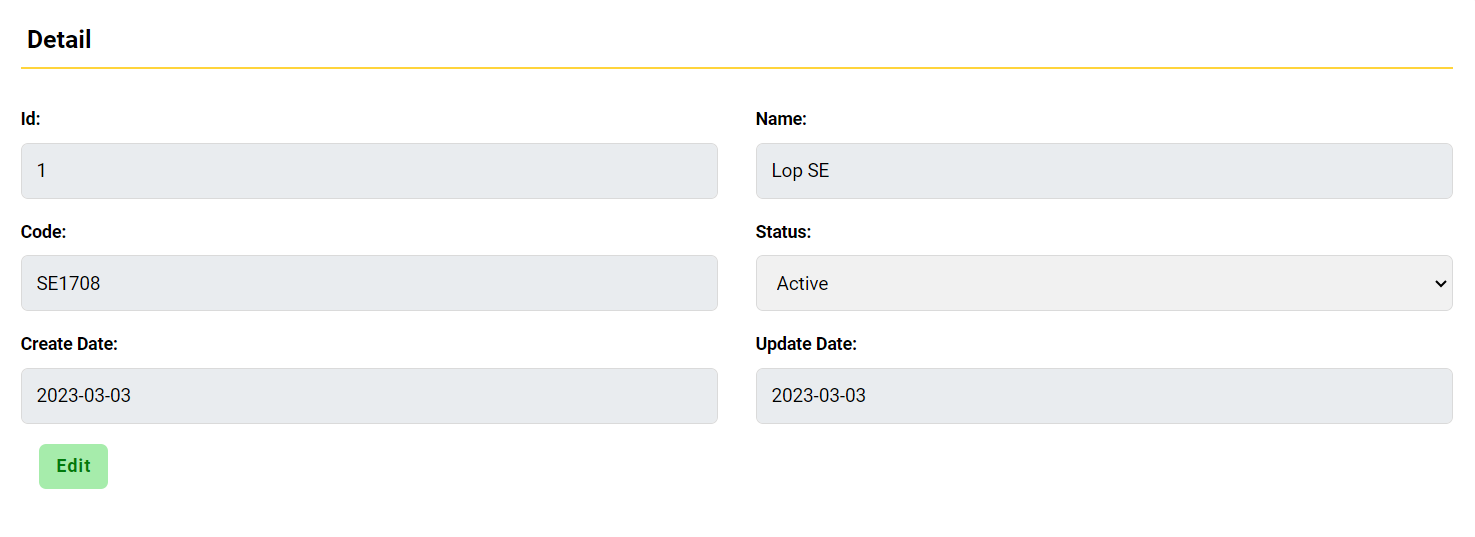 Detail
Id:
Name:
1
Lop SE
Code:
Status:
SE1708
Active
Create Date:
Update Date:
2023-03-03
2023-03-03
Edit